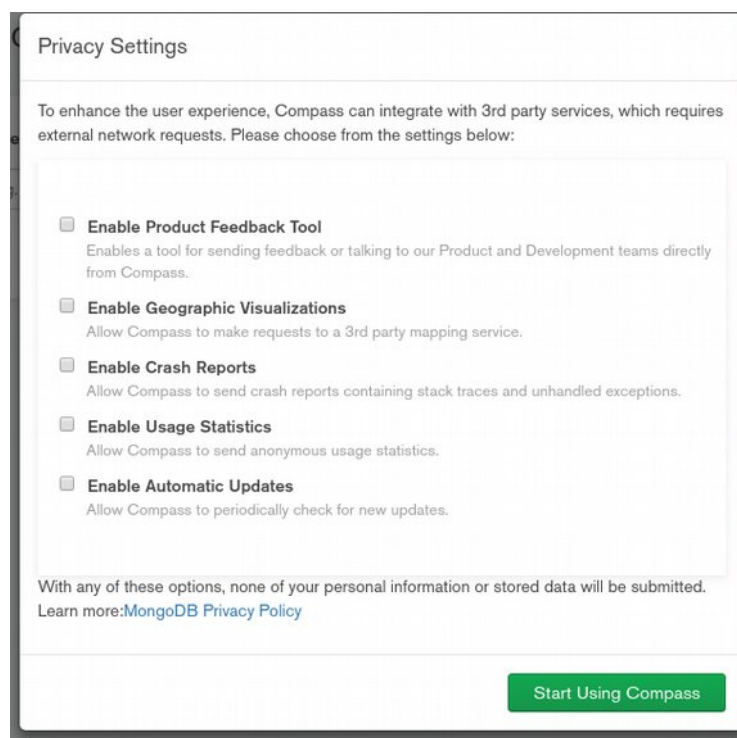 Privacy Settings
To enhance the user experience, Compass can integrate with 3rd party services, which requires
external network requests. Please choose from the settings below:
Enable Product Feedback Tool
Enables a tool for sending feedback or talking to our Product and Development teams directly
from Compass.
Enable Geographic Visualizations
Allow Compass to make requests to a 3rd party mapping service.
Enable Crash Reports
Allow Compass to send crash reports containing stack traces and unhandled exceptions.
Enable Usage Statistics
Allow Compass to send anonymous usage statistics.
Enable Automatic Updates
Allow Compass to periodically check for new updates.
With any of these options, none of your personal information or stored data will be submitted.
Learn more:MongoDB Privacy Policy
Start Using Compass